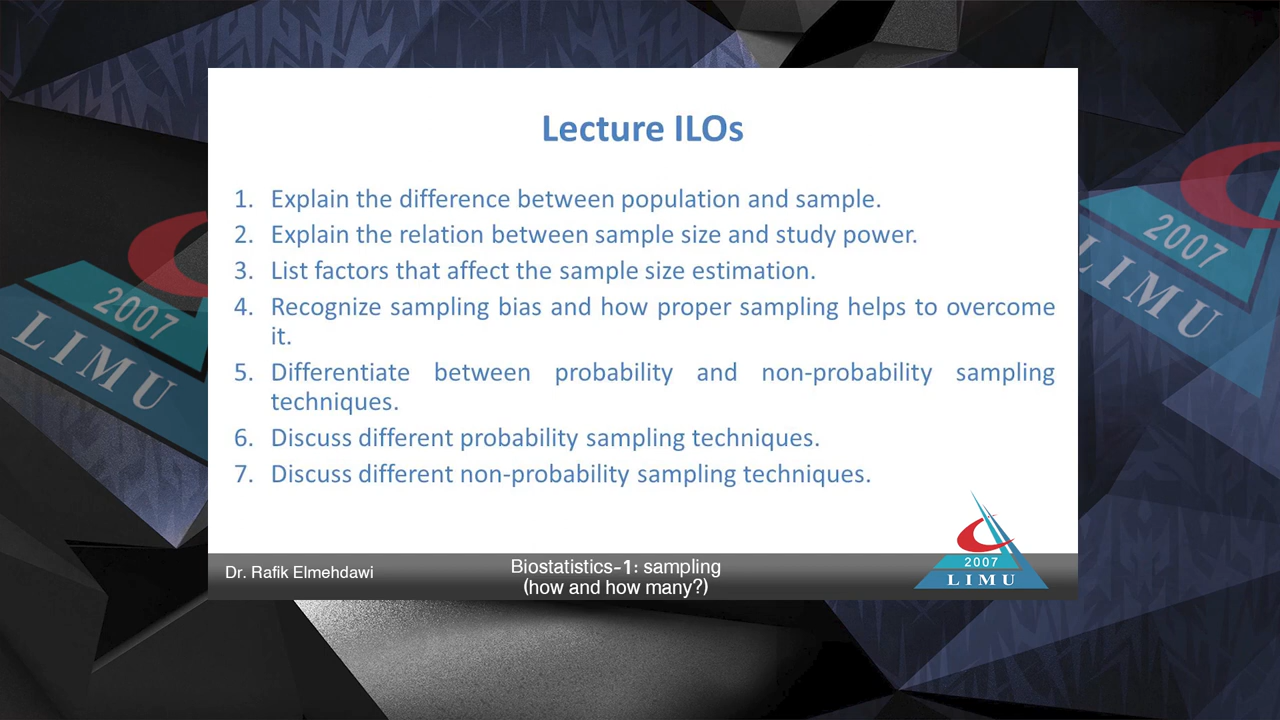 Lecture ILOs
1. Explain the difference between population and sample.
2. Explain the relation between sample size and study power.
3. List factors that affect the sample size estimation.
4. Recognize sampling bias and how proper sampling helps to overcome
it.
5. Differentiate between probability and non-probability sampling
techniques.
6. Discuss different probability sampling techniques.
7. Discuss different non-probability sampling techniques.
Dr. Rafik Elmehdawi
Biostatistics-1: sampling
(how and how many?)
2007
LIMU
2007
LIMU
2007
LIMU